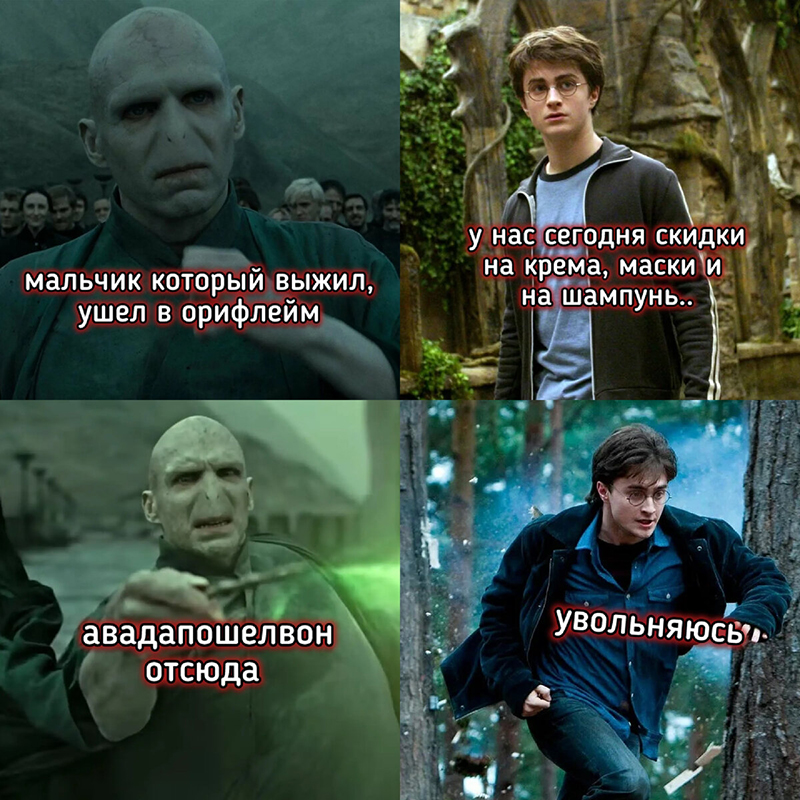 мальчик который выжил,
ушел в орифлейм
у нас сегодня скидки
на крема, маски и
на шампунь..
авадапошелвон
отсюда
увольняюсь